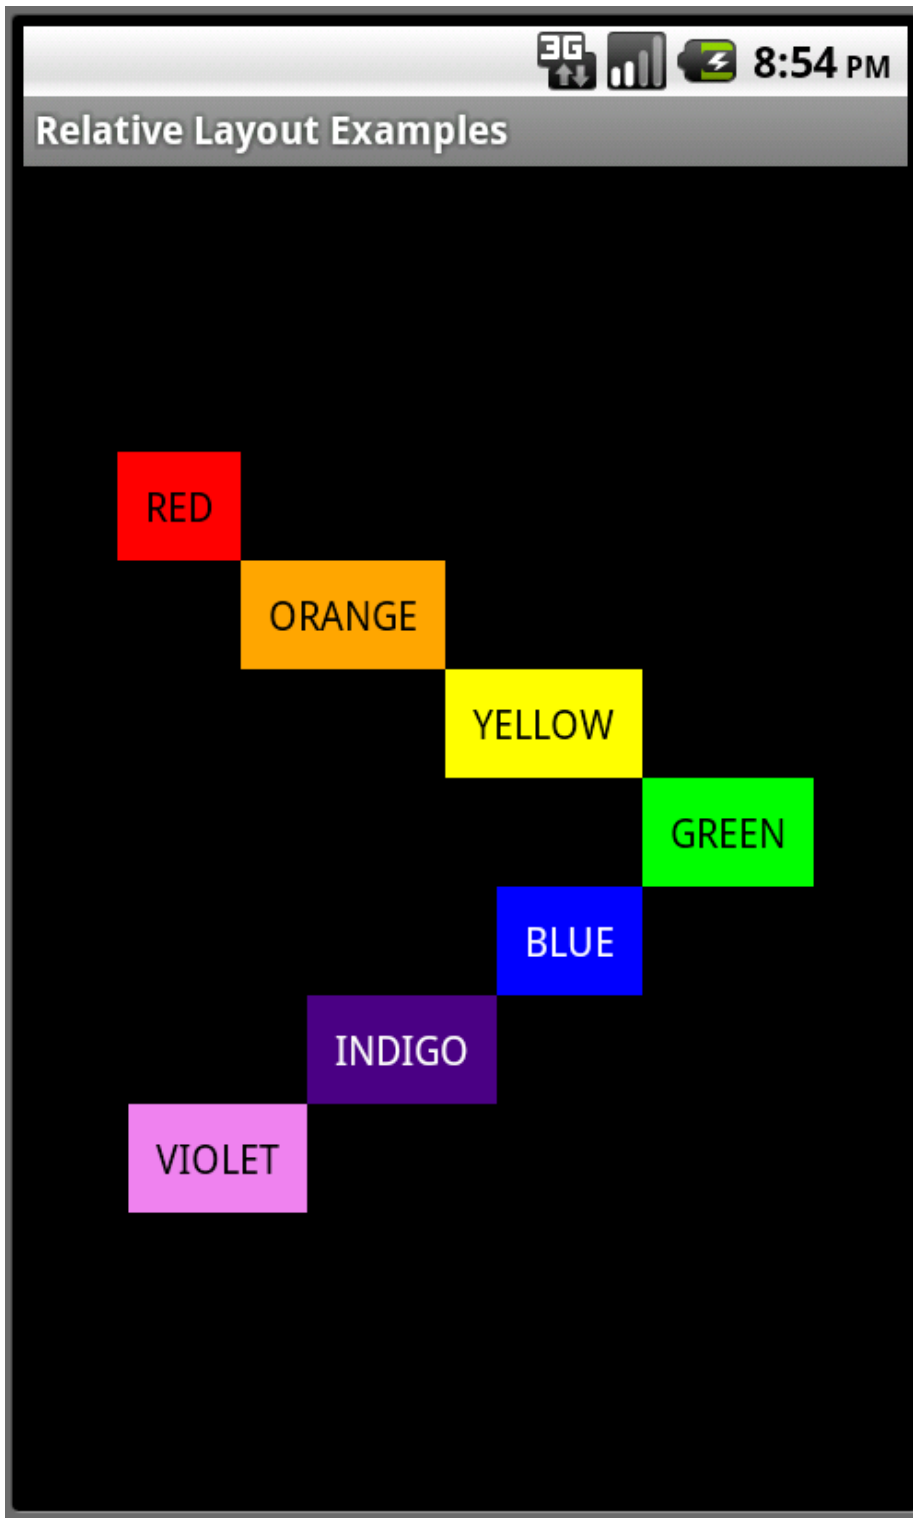 3G 8:54 PM
Relative Layout Examples
RED
ORANGE
YELLOW
GREEN
BLUE
INDIGO
VIOLET